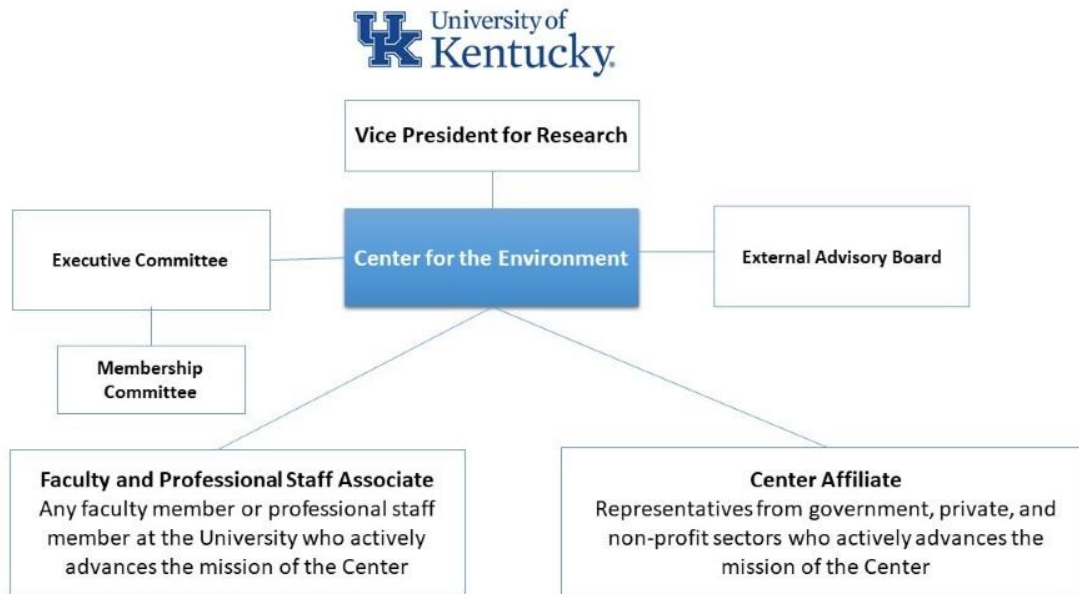 UK
University of
Kentucky.
Vice President for Research
Executive Committee
Center for the Environment
External Advisory Board
Membership
Committee
Faculty and Professional Staff Associate
Any faculty member or professional staff
member at the University who actively
advances the mission of the Center
Center Affiliate
Representatives from government, private, and
non-profit sectors who actively advances the
mission of the Center